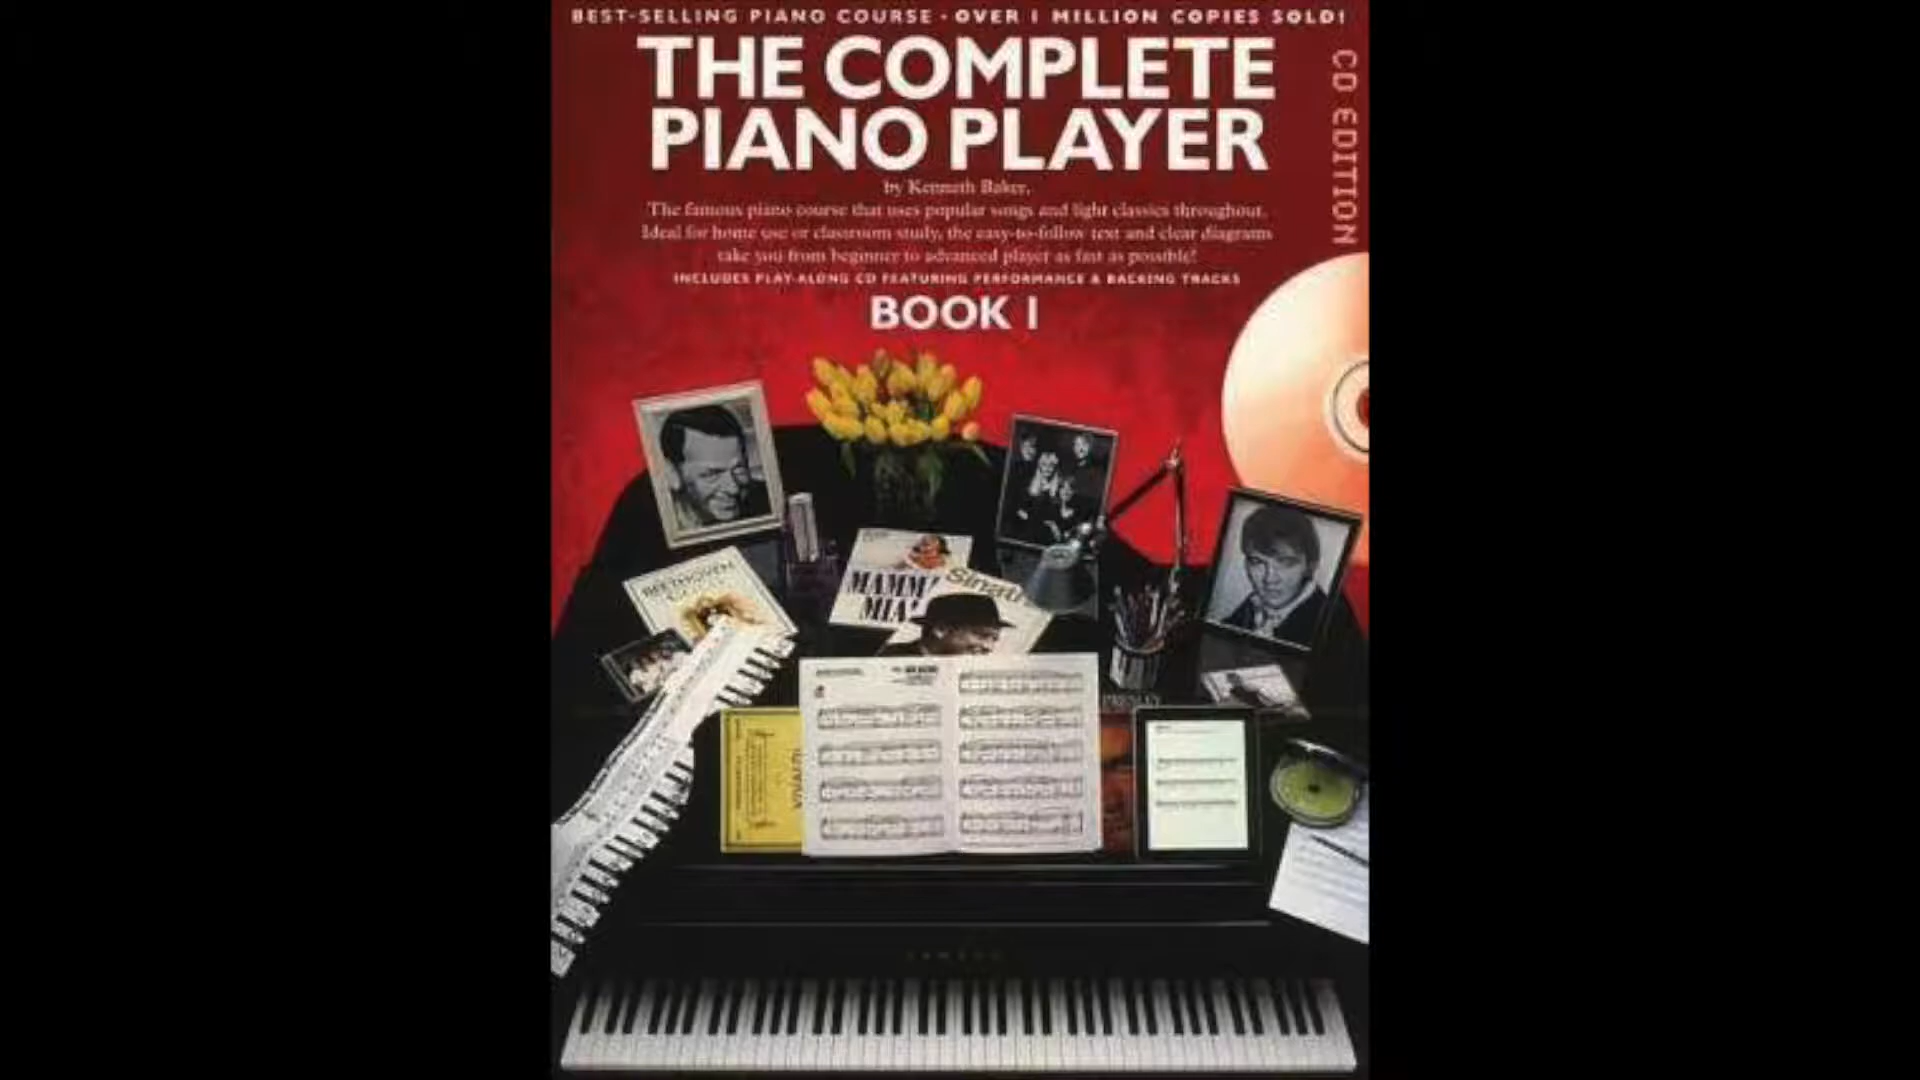 BEST-SELLING PIANO COURSE · OVER 1 MILLION COPIES SOLD!
THE COMPLETE
PIANO PLAYER
CD EDITION
by Kenneth Baker.
The famous piano course that uses popular songs and light classics throughout.
Ideal for home use or classroom study, the easy-to-follow text and clear diagrams
take you from beginner to advanced player as fast as possible!
INCLUDES PLAY-ALONG CD FEATURING PERFORMANCE & BACKING TRACKS
BOOK 1
BEETHOVEN
MAMMA
MIA!
Sinatra
VIVALDI